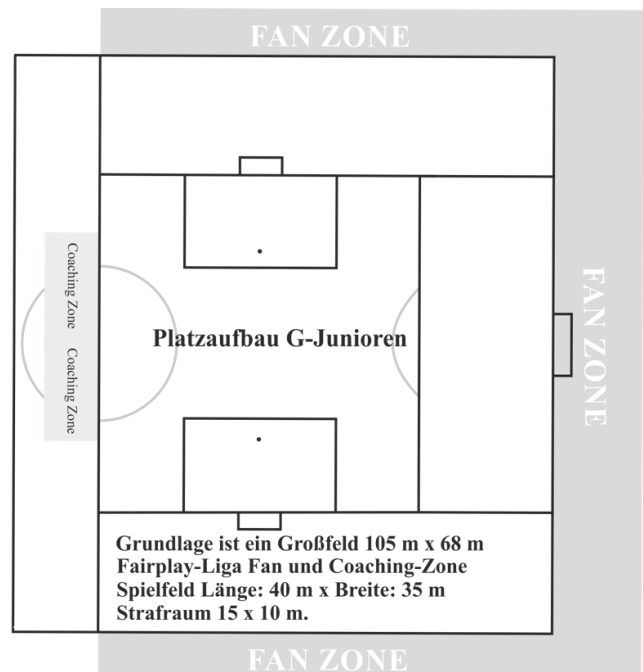 FAN ZONE
Coaching Zone
Coaching Zone
Platzaufbau G-Junioren
FAN ZONE
Grundlage ist ein Großfeld 105 m x 68 m
Fairplay-Liga Fan und Coaching-Zone
Spielfeld Länge: 40 m x Breite: 35 m
Strafraum 15 x 10 m.
FAN ZONE